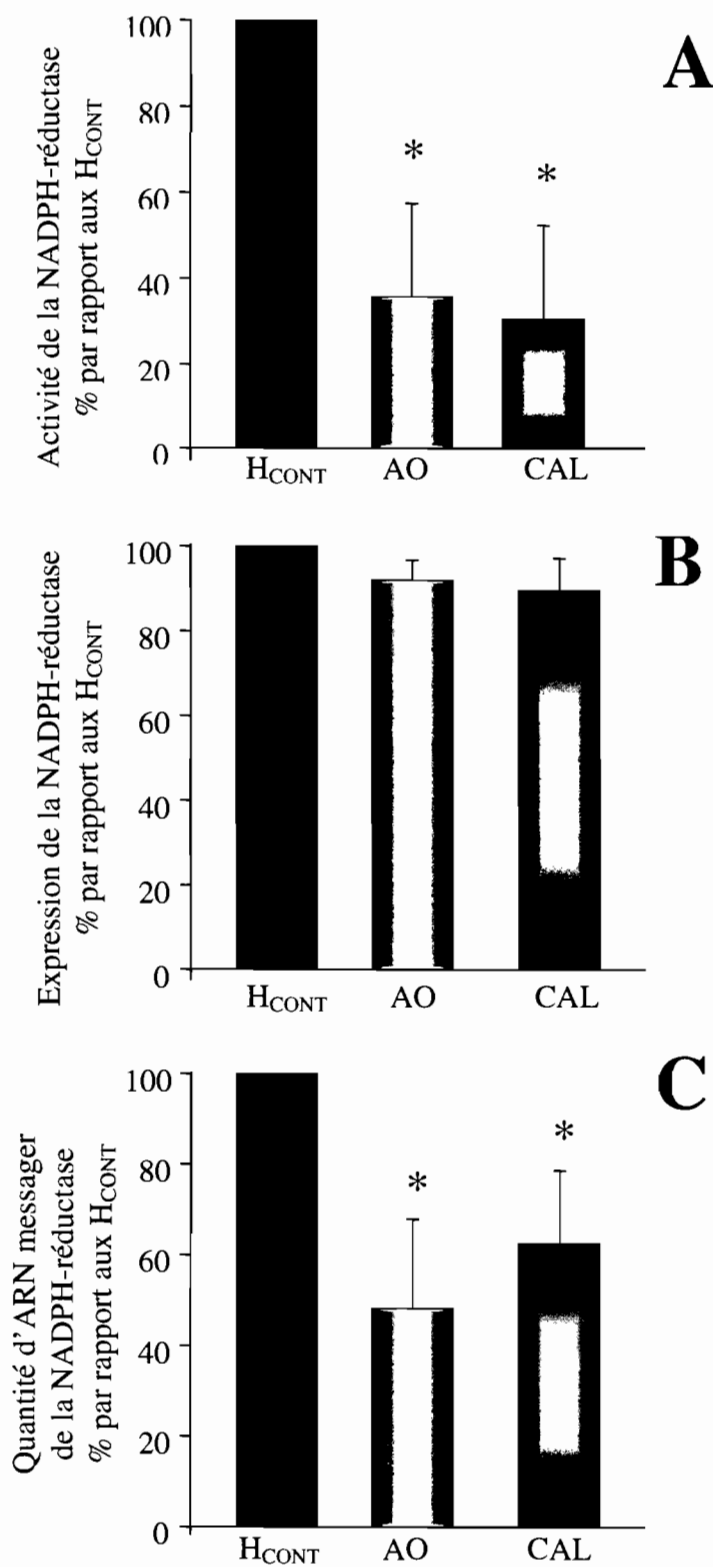 A
Activité de la NADPH-réductase
% par rapport aux HCONT
100
80
60
40
20
0
*
*
HCONT AO CAL
B
Expression de la NADPH-réductase
% par rapport aux HCONT
100
80
60
40
20
0
HCONT AO CAL
C
Quantité d'ARN messager
de la NADPH-réductase
% par rapport aux HCONT
100
80
60
40
20
0
*
*
HCONT AO CAL